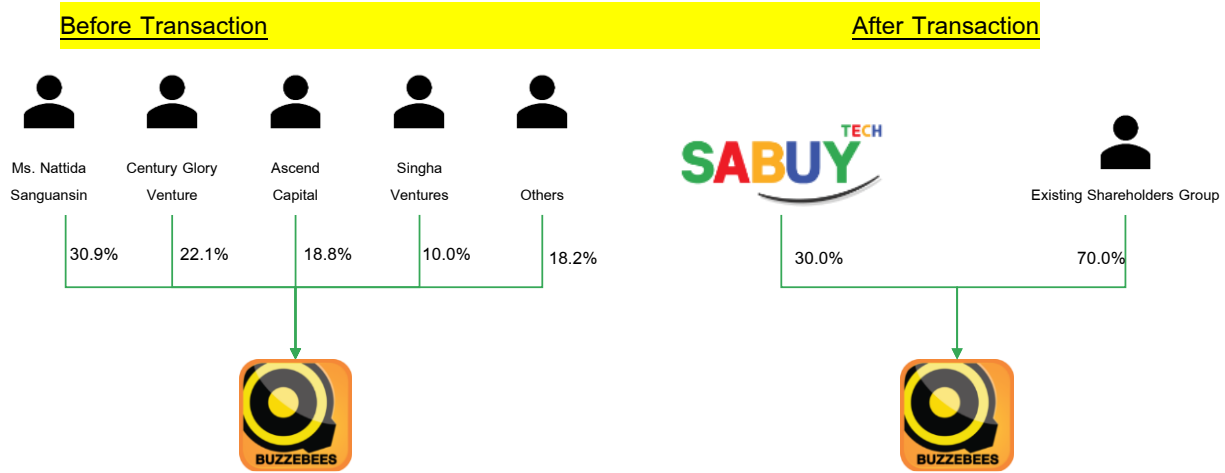 Before Transaction
After Transaction
Ms. Nattida
Sanguansin
Century Glory
Venture
Ascend
Capital
Singha
Ventures
Others
30.9%
22.1%
18.8%
10.0%
18.2%
BUZZEBEES
TECH
SABUY
Existing Shareholders Group
30.0%
70.0%
BUZZEBEES